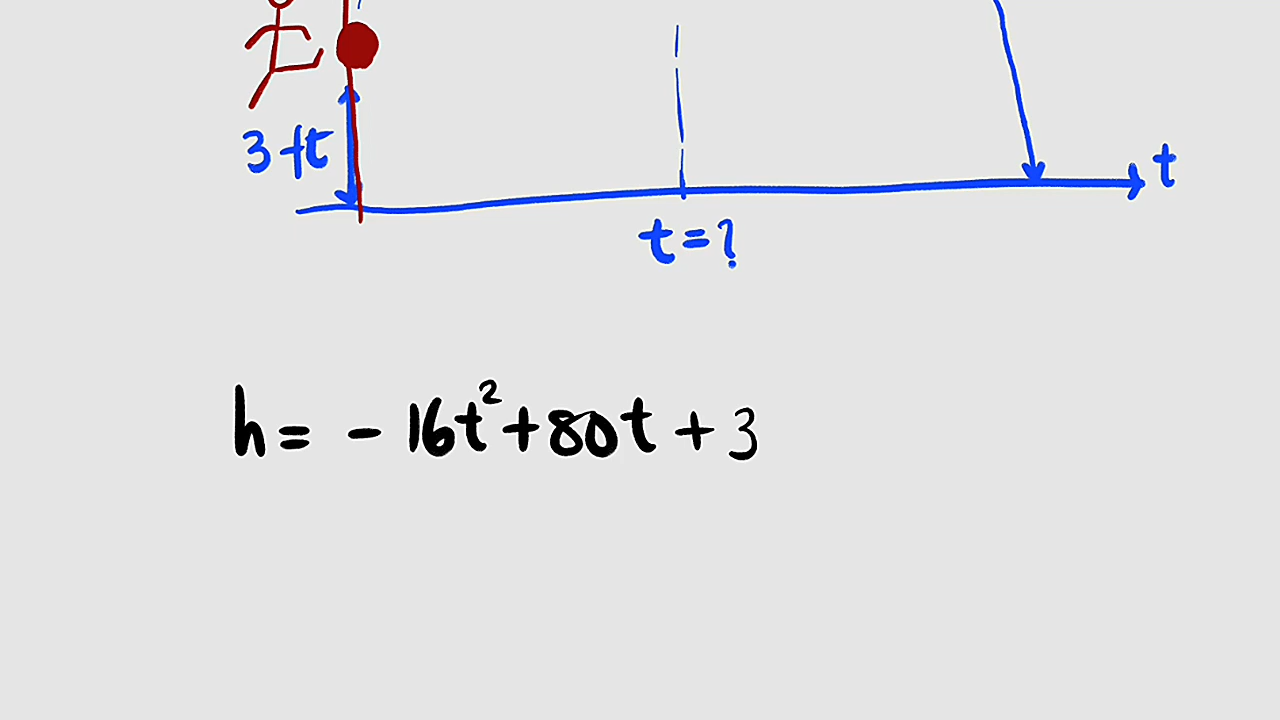 3 ft
t
t = ?
h = - 16t² + 80t + 3